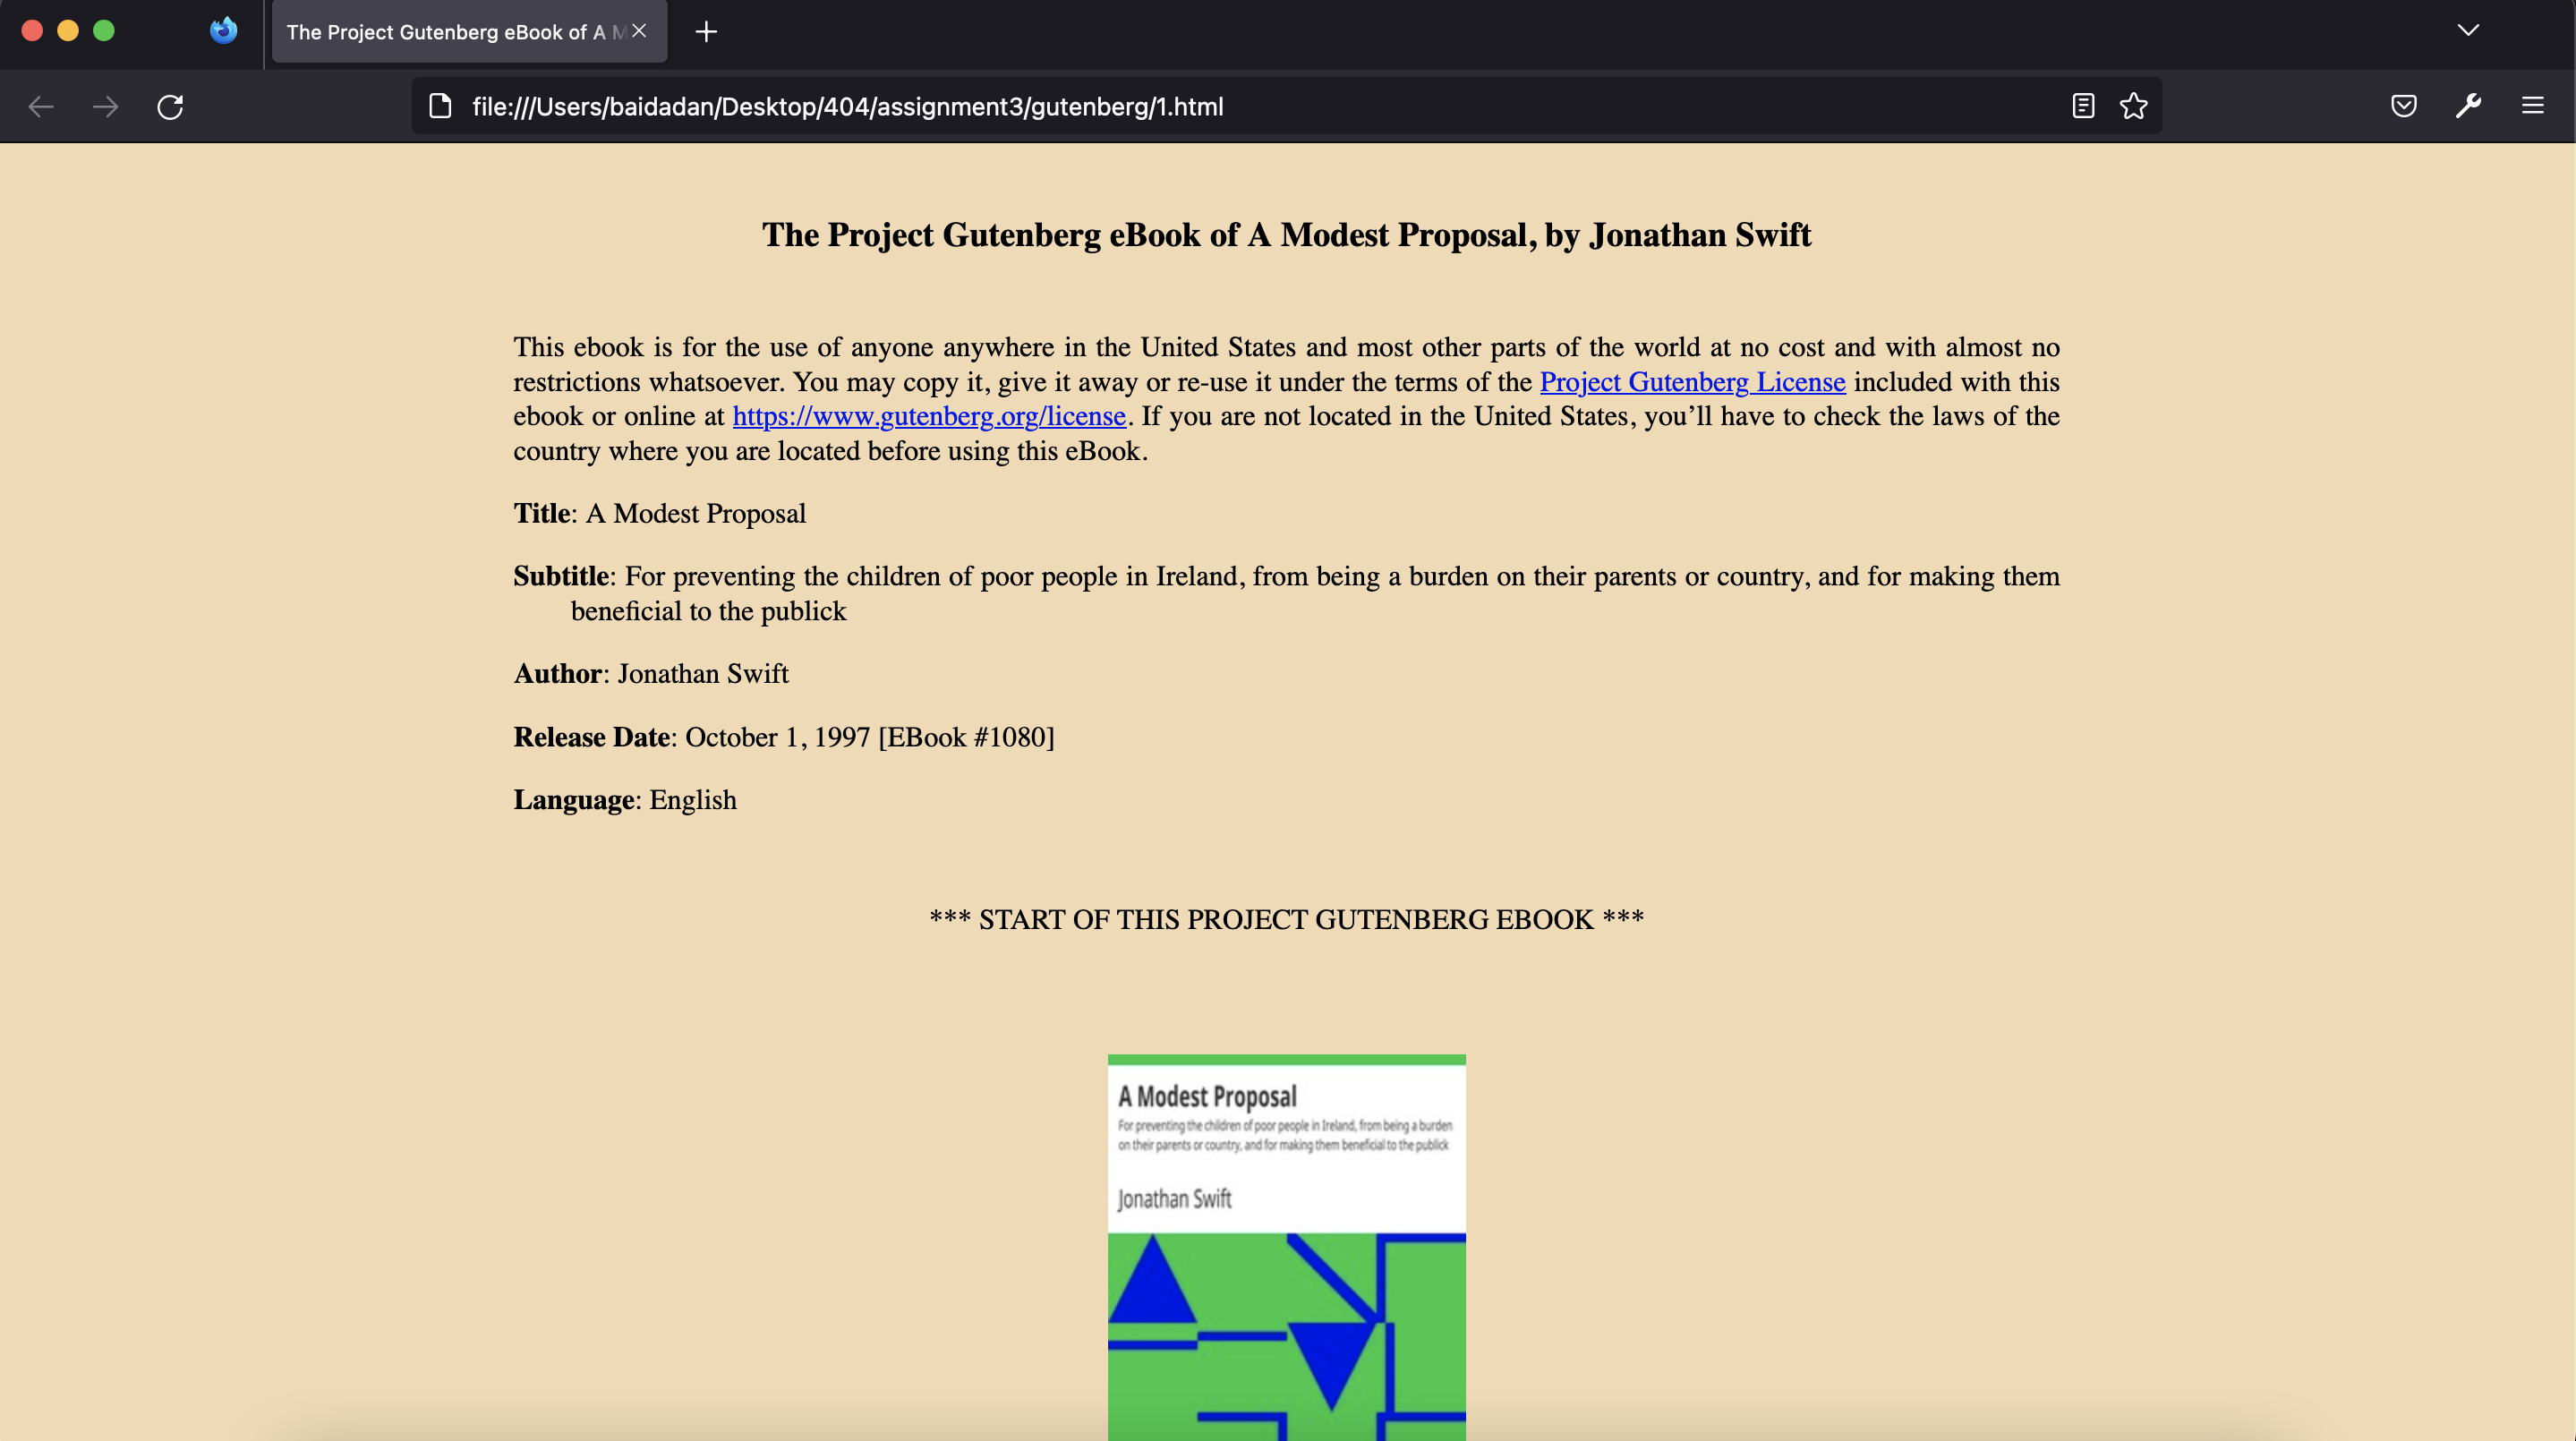 The Project Gutenberg eBook of A M
file:///Users/baidadan/Desktop/404/assignment3/gutenberg/1.html
The Project Gutenberg eBook of A Modest Proposal, by Jonathan Swift
This ebook is for the use of anyone anywhere in the United States and most other parts of the world at no cost and with almost no
restrictions whatsoever. You may copy it, give it away or re-use it under the terms of the Project Gutenberg License included with this
ebook or online at https://www.gutenberg.org/license. If you are not located in the United States, you’ll have to check the laws of the
country where you are located before using this eBook.
Title: A Modest Proposal
Subtitle: For preventing the children of poor people in Ireland, from being a burden on their parents or country, and for making them
beneficial to the publick
Author: Jonathan Swift
Release Date: October 1, 1997 [EBook #1080]
Language: English
*** START OF THIS PROJECT GUTENBERG EBOOK ***
A Modest Proposal
For preventing the children of poor people in Ireland, from being a burden
on their parents or country, and for making them beneficial to the publick
Jonathan Swift